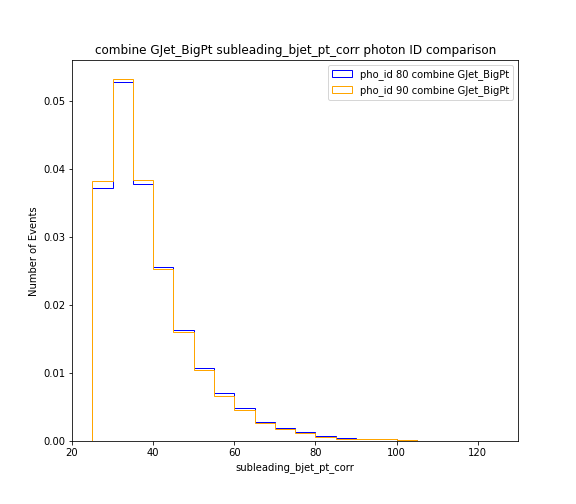 combine GJet_BigPt subleading_bjet_pt_corr photon ID comparison
pho_id 80 combine GJet_BigPt
pho_id 90 combine GJet_BigPt
Number of Events
0.05
0.04
0.03
0.02
0.01
0.00
20 40 60 80 100 120
subleading_bjet_pt_corr